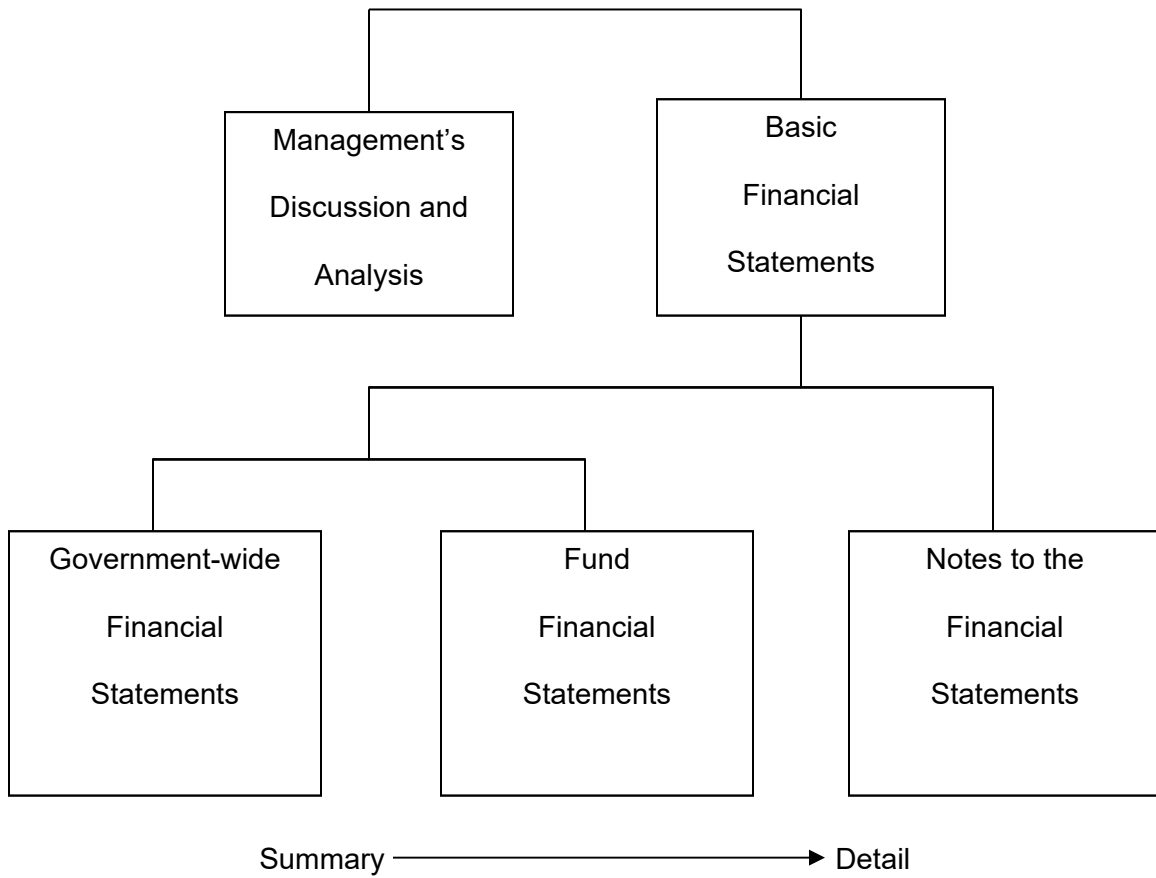 Management’s
Discussion and
Analysis
Basic
Financial
Statements
Government-wide
Financial
Statements
Fund
Financial
Statements
Notes to the
Financial
Statements
Summary
Detail